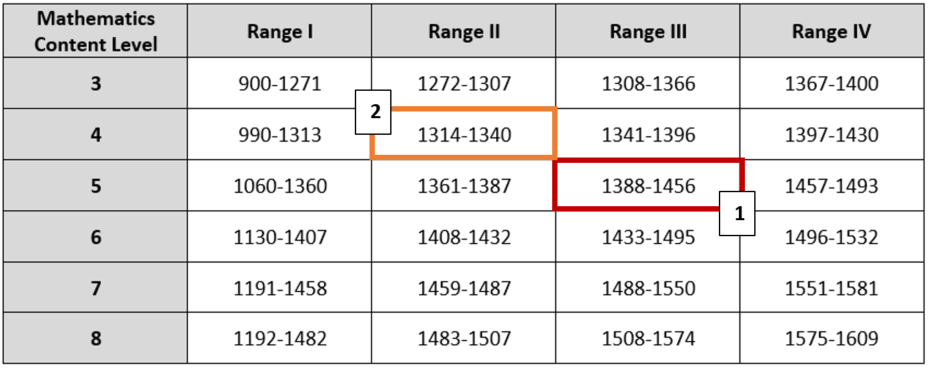 Mathematics
Content Level Range I Range II Range III Range IV
3 900-1271 1272-1307 1308-1366 1367-1400
2
4 990-1313 1314-1340 1341-1396 1397-1430
5 1060-1360 1361-1387 1388-1456 1457-1493
1
6 1130-1407 1408-1432 1433-1495 1496-1532
7 1191-1458 1459-1487 1488-1550 1551-1581
8 1192-1482 1483-1507 1508-1574 1575-1609